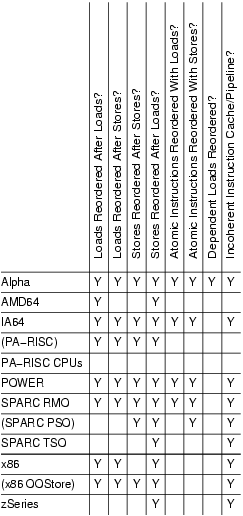 Loads Reordered After Loads?
Loads Reordered After Stores?
Stores Reordered After Stores?
Stores Reordered After Loads?
Atomic Instructions Reordered With Loads?
Atomic Instructions Reordered With Stores?
Dependent Loads Reordered?
Incoherent Instruction Cache/Pipeline?
Alpha Y Y Y Y Y Y Y Y
AMD64 Y Y
IA64 Y Y Y Y Y Y Y
(PA-RISC) Y Y Y Y
PA-RISC CPUs
POWER Y Y Y Y Y Y Y
SPARC RMO Y Y Y Y Y Y Y
(SPARC PSO) Y Y Y Y
SPARC TSO Y Y
x86 Y Y Y Y
(x86 OOStore) Y Y Y Y Y
zSeries Y Y